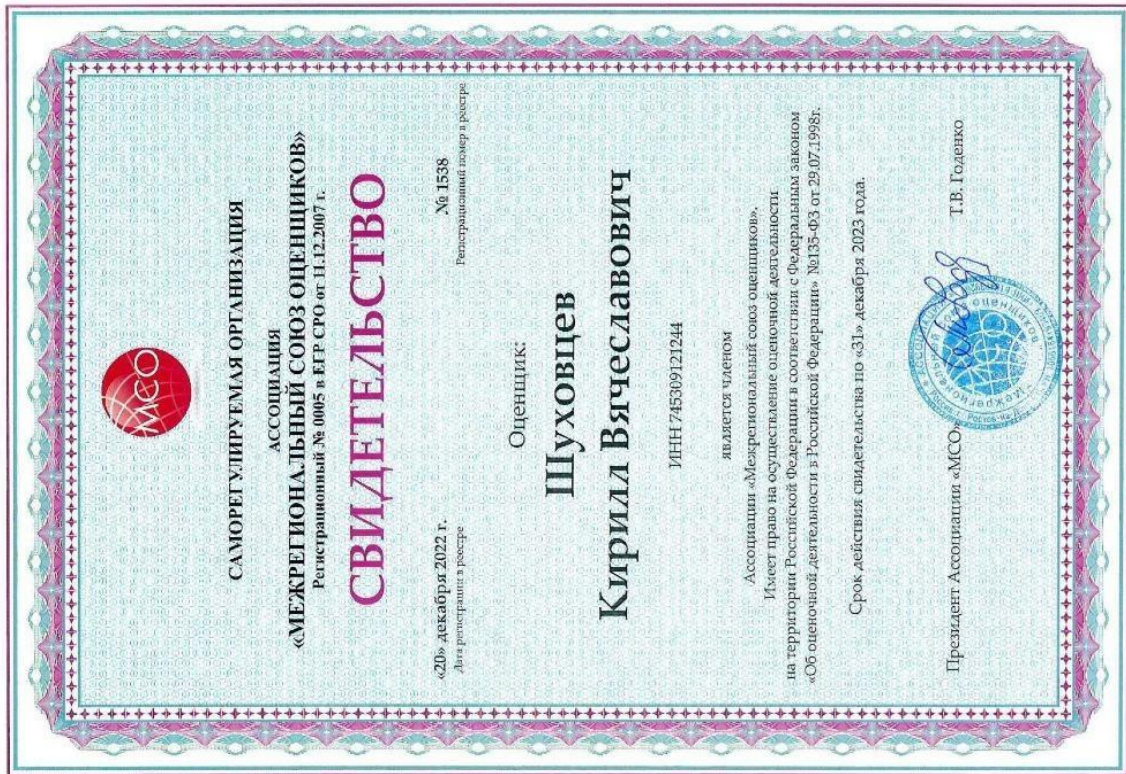 МСО
САМОРЕГУЛИРУЕМАЯ ОРГАНИЗАЦИЯ
АССОЦИАЦИЯ
«МЕЖРЕГИОНАЛЬНЫЙ СОЮЗ ОЦЕНЩИКОВ»
Регистрационный № 0005 в ЕГР СРО от 11.12.2007 г.
СВИДЕТЕЛЬСТВО
«20» декабря 2022 г. № 1538
Дата регистрации в реестре Регистрационный номер в реестре
Оценщик:
Шуховцев
Кирилл Вячеславович
ИНН 745309121244
является членом
Ассоциации «Межрегиональный союз оценщиков».
Имеет право на осуществление оценочной деятельности
на территории Российской Федерации в соответствии с Федеральным законом
«Об оценочной деятельности в Российской Федерации» №135-ФЗ от 29.07.1998г.
Срок действия свидетельства по «31» декабря 2023 года.
Президент Ассоциации «МСО» Т.В. Годенко